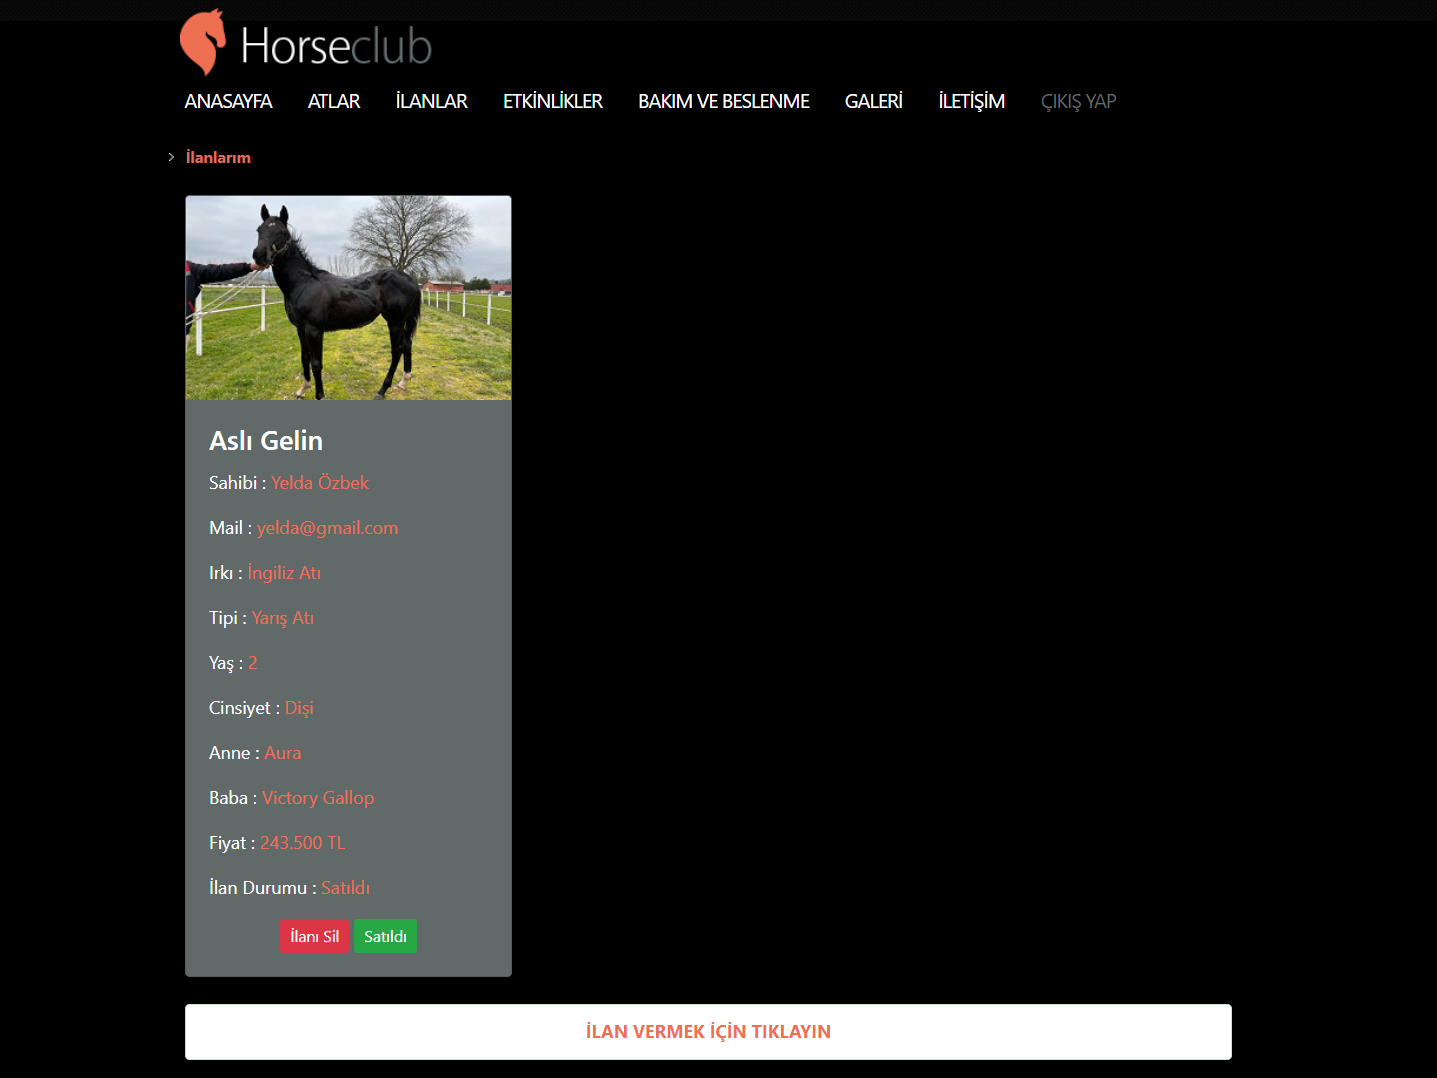 Horseclub
ANASAYFA ATLAR İLANLAR ETKİNLİKLER BAKIM VE BESLENME GALERİ İLETİŞİM ÇIKIŞ YAP
> İlanlarım
Aslı Gelin
Sahibi : Yelda Özbek
Mail : yelda@gmail.com
Irkı : İngiliz Atı
Tipi : Yarış Atı
Yaş : 2
Cinsiyet : Dişi
Anne : Aura
Baba : Victory Gallop
Fiyat : 243.500 TL
İlan Durumu : Satıldı
İlanı Sil Satıldı
İLAN VERMEK İÇİN TIKLAYIN